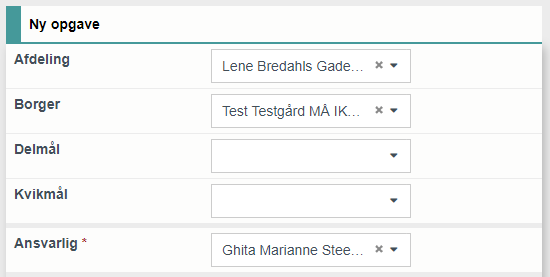 Ny opgave
Afdeling Lene Bredahls Gade...
Borger Test Testgård MÅ IK...
Delmål
Kvikmål
Ansvarlig * Ghita Marianne Stee...